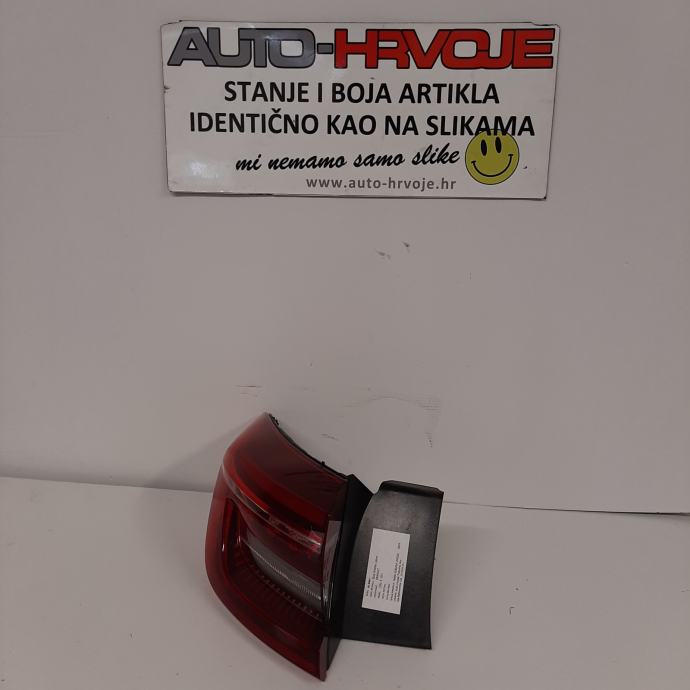 AUTO-HRVOJE
STANJE I BOJA ARTIKLA
IDENTIČNO KAO NA SLIKAMA
mi nemamo samo slike
www.auto-hrvoje.hr